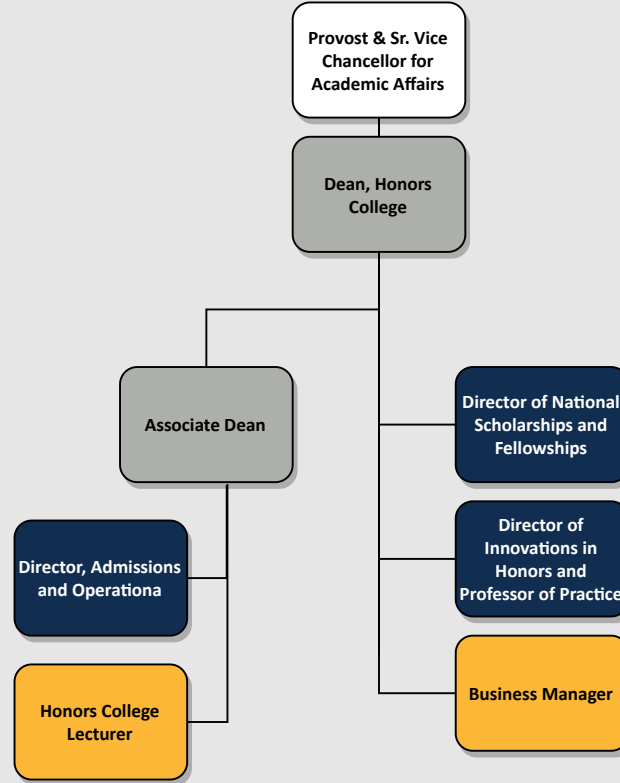 Provost & Sr. Vice
Chancellor for
Academic Affairs
Dean, Honors
College
Associate Dean
Director of National
Scholarships and
Fellowships
Director, Admissions
and Operationa
Director of
Innovations in
Honors and
Professor of Practice
Honors College
Lecturer
Business Manager